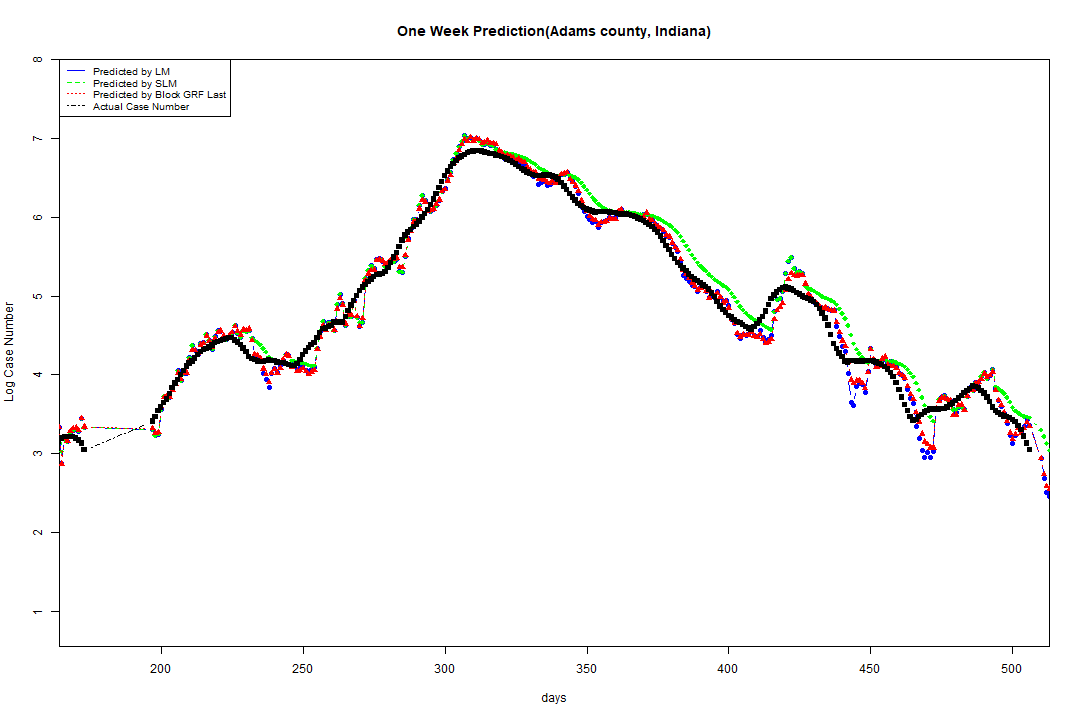 One Week Prediction(Adams county, Indiana)
Predicted by LM
Predicted by SLM
Predicted by Block GRF Last
Actual Case Number
8
7
6
5
4
3
2
1
Log Case Number
200 250 300 350 400 450 500
days